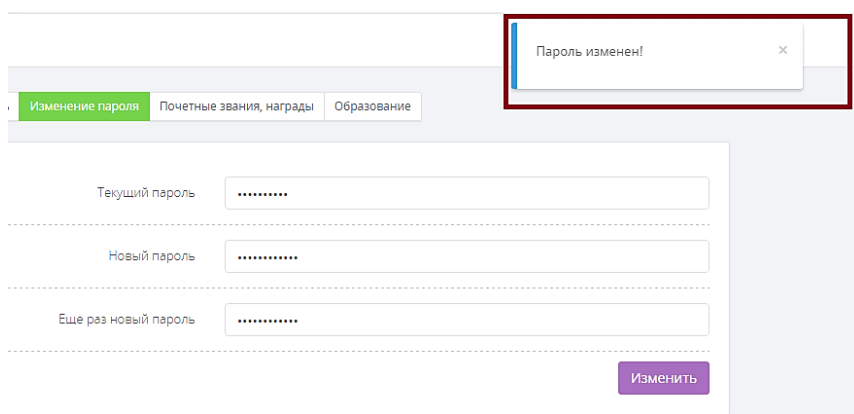 Пароль изменен!
Изменение пароля Почетные звания, награды Образование
Текущий пароль
Новый пароль
Еще раз новый пароль
Изменить